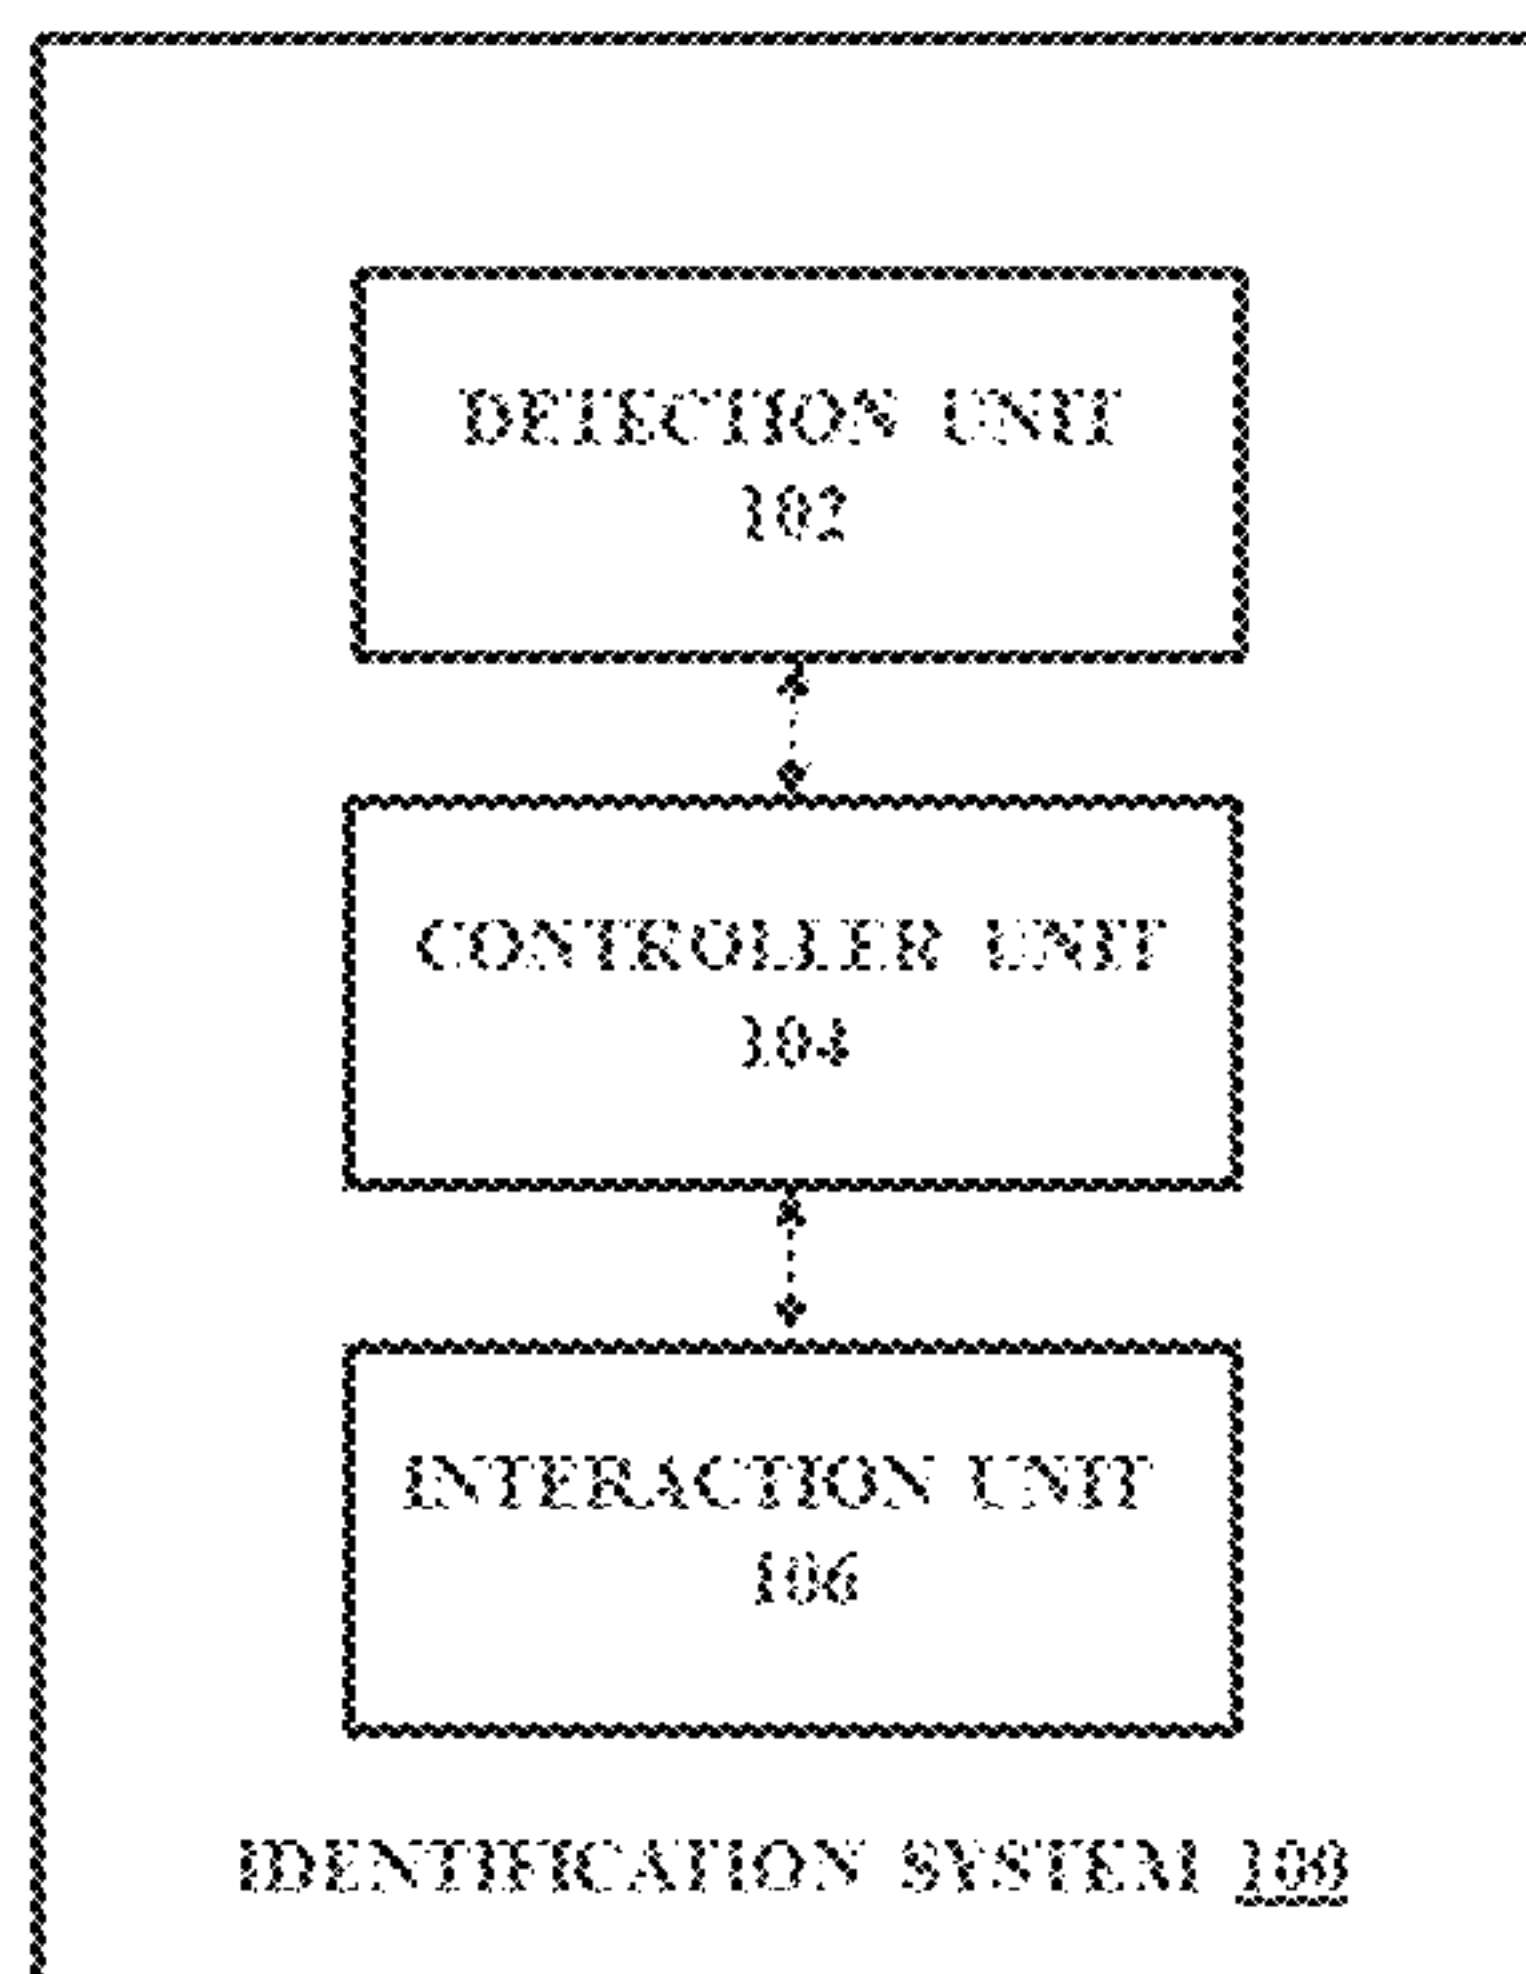 DETECTION UNIT
102
CONTROLLER UNIT
104
INTERACTION UNIT
106
IDENTIFICATION SYSTEM 100